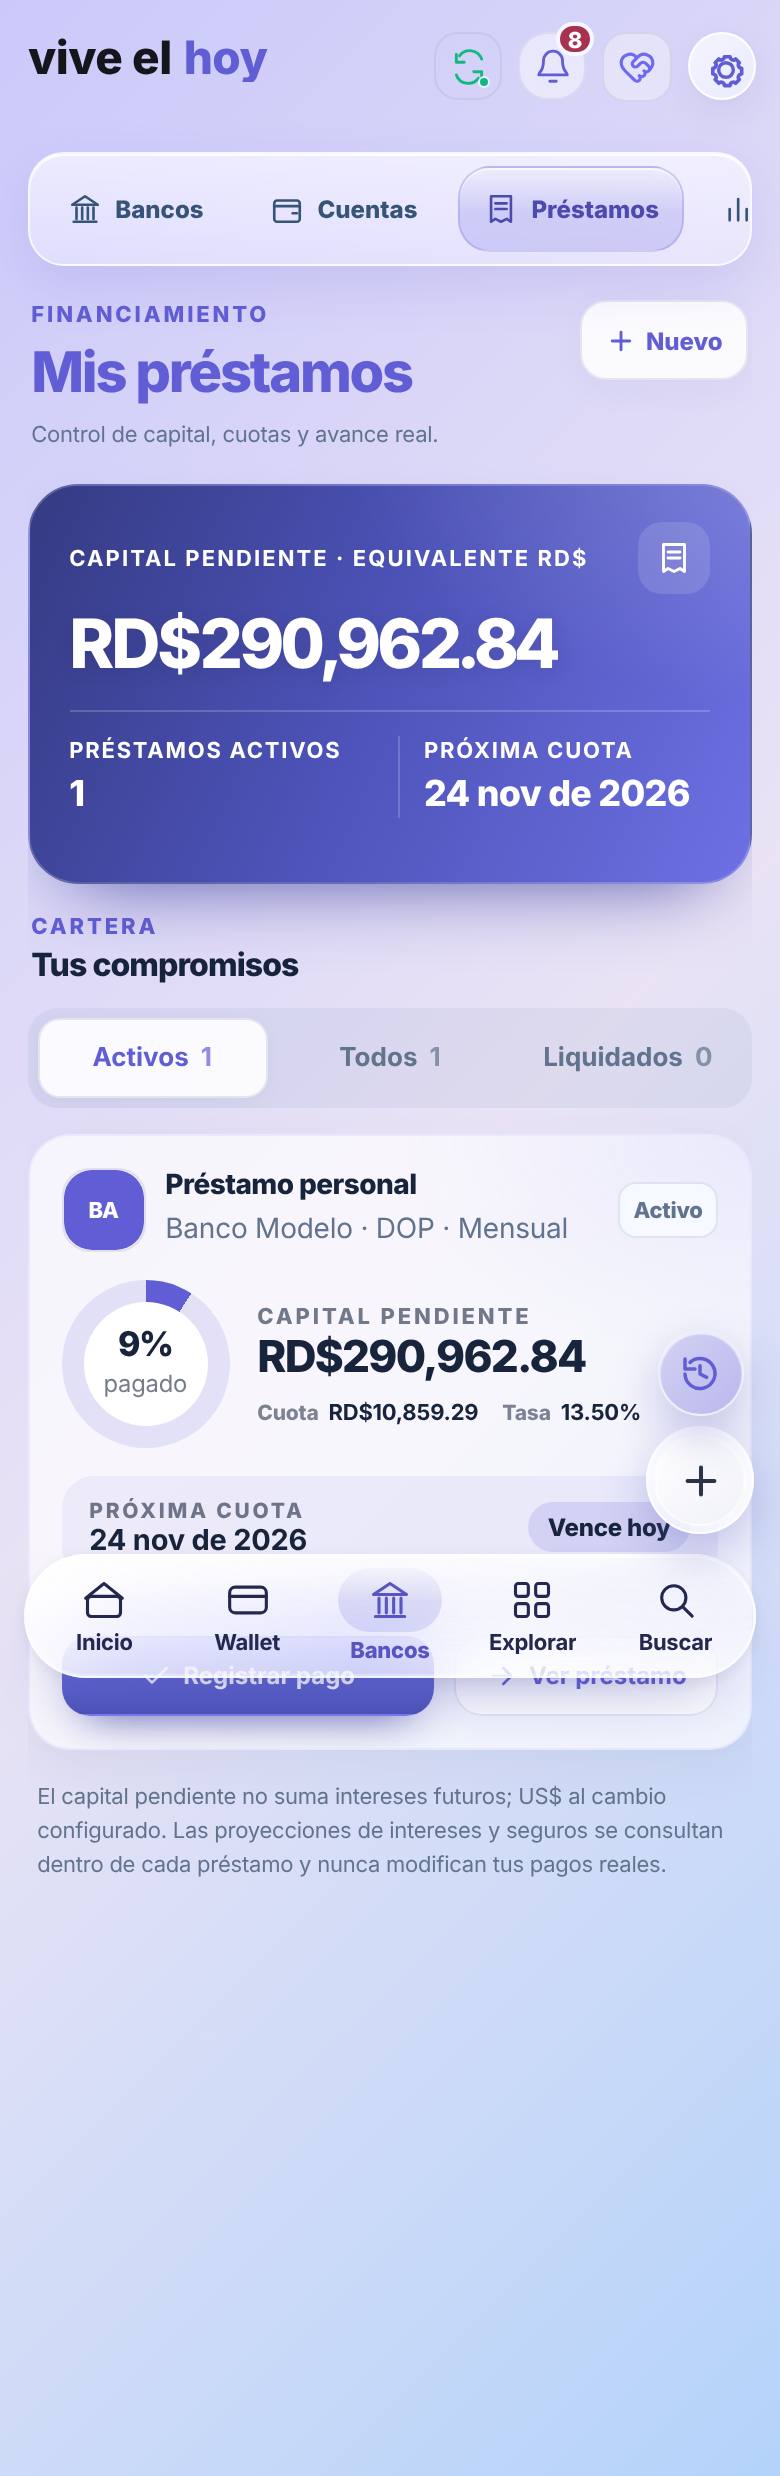 vive el hoy
8
Bancos
Cuentas
Préstamos
FINANCIAMIENTO
Nuevo
Mis préstamos
Control de capital, cuotas y avance real.
CAPITAL PENDIENTE · EQUIVALENTE RD$
RD$290,962.84
PRÉSTAMOS ACTIVOS
1
PRÓXIMA CUOTA
24 nov de 2026
CARTERA
Tus compromisos
Activos 1
Todos 1
Liquidados 0
BA
Préstamo personal
Banco Modelo · DOP · Mensual
Activo
9%
pagado
CAPITAL PENDIENTE
RD$290,962.84
Cuota RD$10,859.29 Tasa 13.50%
PRÓXIMA CUOTA
24 nov de 2026
Vence hoy
Inicio
Wallet
Bancos
Explorar
Buscar
Registrar pago
Ver préstamo
El capital pendiente no suma intereses futuros; US$ al cambio
configurado. Las proyecciones de intereses y seguros se consultan
dentro de cada préstamo y nunca modifican tus pagos reales.